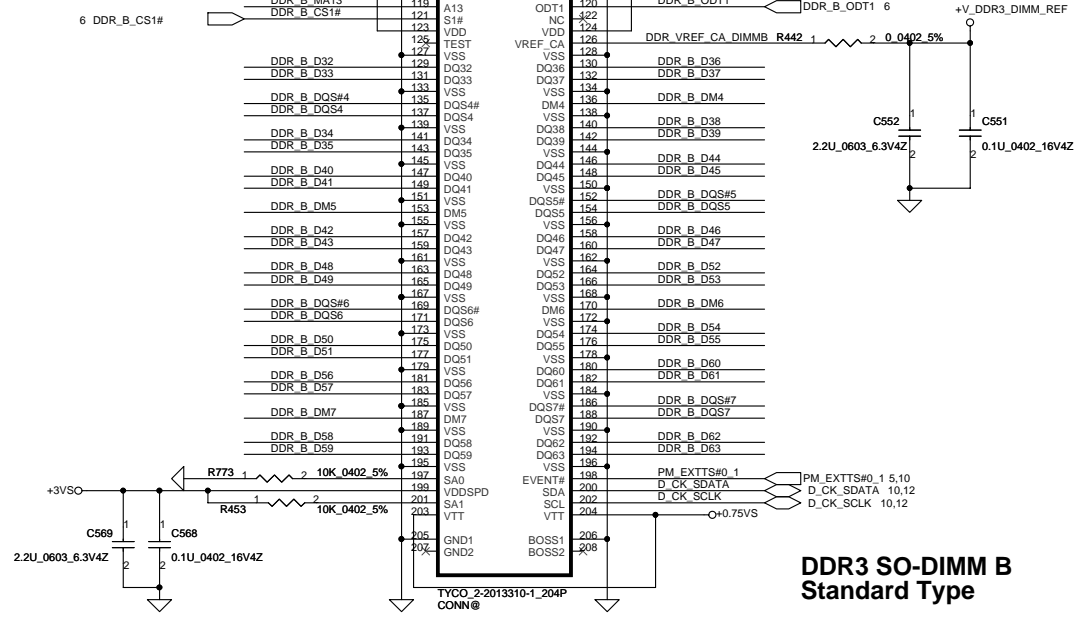 DDR_B_MA13 119 A13 ODT1 120 DDR_B_ODT1 DDR_B_ODT1 6
6 DDR_B_CS1# DDR_B_CS1# 121 S1# NC 122 +V_DDR3_DIMM_REF
123 VDD VDD 124
125 TEST VREF_CA 126 DDR_VREF_CA_DIMMB R442 1 2 0_0402_5%
127 VSS VSS 128
DDR_B_D32 129 DQ32 DQ36 130 DDR_B_D36
DDR_B_D33 131 DQ33 DQ37 132 DDR_B_D37
133 VSS VSS 134
DDR_B_DQS#4 135 DQS4# DM4 136 DDR_B_DM4
DDR_B_DQS4 137 DQS4 VSS 138
139 VSS DQ38 140 DDR_B_D38
DDR_B_D34 141 DQ34 DQ39 142 DDR_B_D39
DDR_B_D35 143 DQ35 VSS 144
145 VSS DQ44 146 DDR_B_D44
DDR_B_D40 147 DQ40 DQ45 148 DDR_B_D45
DDR_B_D41 149 DQ41 VSS 150
151 VSS DQS5# 152 DDR_B_DQS#5
DDR_B_DM5 153 DM5 DQS5 154 DDR_B_DQS5
155 VSS VSS 156
DDR_B_D42 157 DQ42 DQ46 158 DDR_B_D46
DDR_B_D43 159 DQ43 DQ47 160 DDR_B_D47
161 VSS VSS 162
DDR_B_D48 163 DQ48 DQ52 164 DDR_B_D52
DDR_B_D49 165 DQ49 DQ53 166 DDR_B_D53
167 VSS VSS 168
DDR_B_DQS#6 169 DQS6# DM6 170 DDR_B_DM6
DDR_B_DQS6 171 DQS6 VSS 172
173 VSS DQ54 174 DDR_B_D54
DDR_B_D50 175 DQ50 DQ55 176 DDR_B_D55
DDR_B_D51 177 DQ51 VSS 178
179 VSS DQ60 180 DDR_B_D60
DDR_B_D56 181 DQ56 DQ61 182 DDR_B_D61
DDR_B_D57 183 DQ57 VSS 184
185 VSS DQS7# 186 DDR_B_DQS#7
DDR_B_DM7 187 DM7 DQS7 188 DDR_B_DQS7
189 VSS VSS 190
DDR_B_D58 191 DQ58 DQ62 192 DDR_B_D62
DDR_B_D59 193 DQ59 DQ63 194 DDR_B_D63
195 VSS VSS 196
R773 1 2 10K_0402_5% 197 SA0 EVENT# 198 PM_EXTTS#0_1 PM_EXTTS#0_1 5,10
+3VS 199 VDDSPD SDA 200 D_CK_SDATA D_CK_SDATA 10,12
R453 1 2 10K_0402_5% 201 SA1 SCL 202 D_CK_SCLK D_CK_SCLK 10,12
203 VTT VTT 204 +0.75VS
205 GND1 BOSS1 206
207 GND2 BOSS2 208
1
C552
2.2U_0603_6.3V4Z
2
1
C551
0.1U_0402_16V4Z
2
1
C569
2.2U_0603_6.3V4Z
2
1
C568
0.1U_0402_16V4Z
2
TYCO_2-2013310-1_204P
CONN@
DDR3 SO-DIMM B
Standard Type